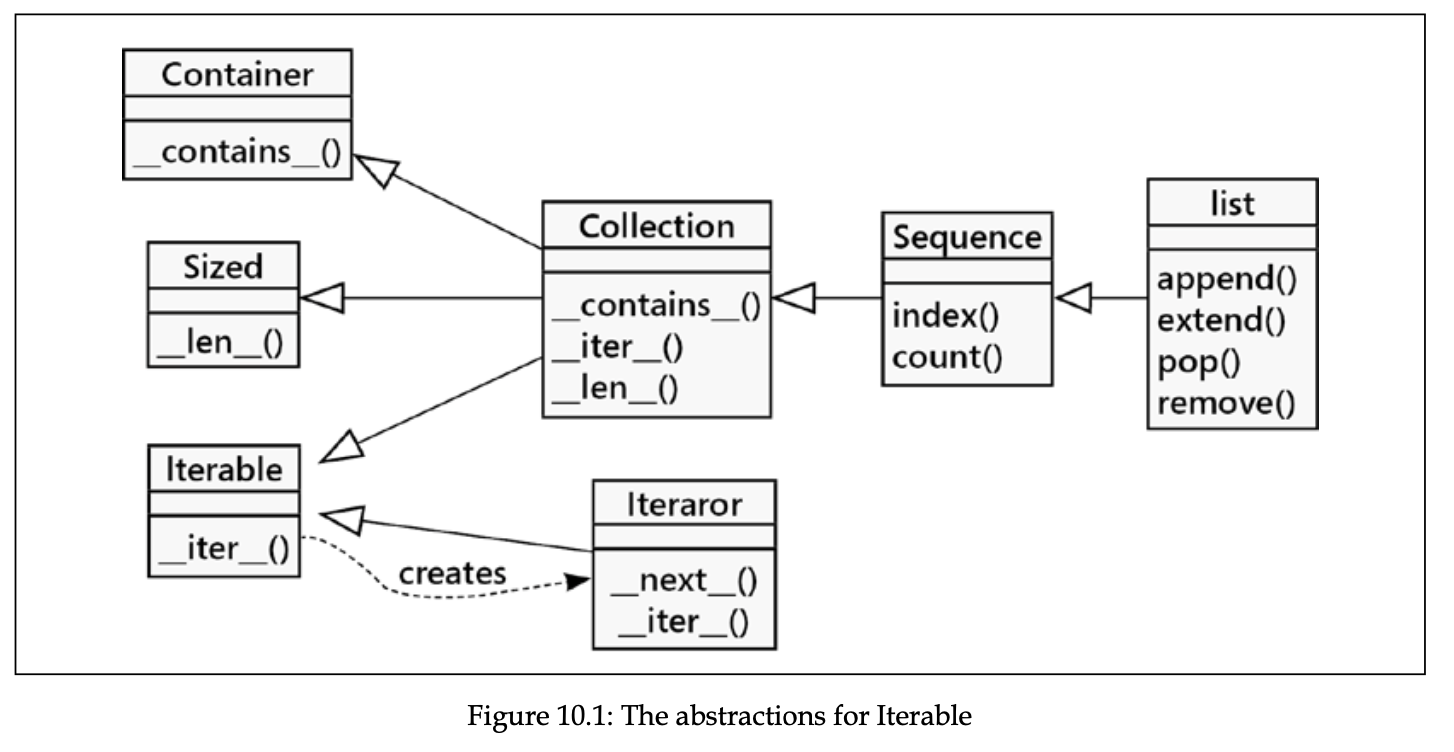 Container
__contains__()
Sized
__len__()
Iterable
__iter__()
creates
Collection
__contains__()
__iter__()
__len__()
Iteraror
__next__()
__iter__()
Sequence
index()
count()
list
append()
extend()
pop()
remove()
Figure 10.1: The abstractions for Iterable